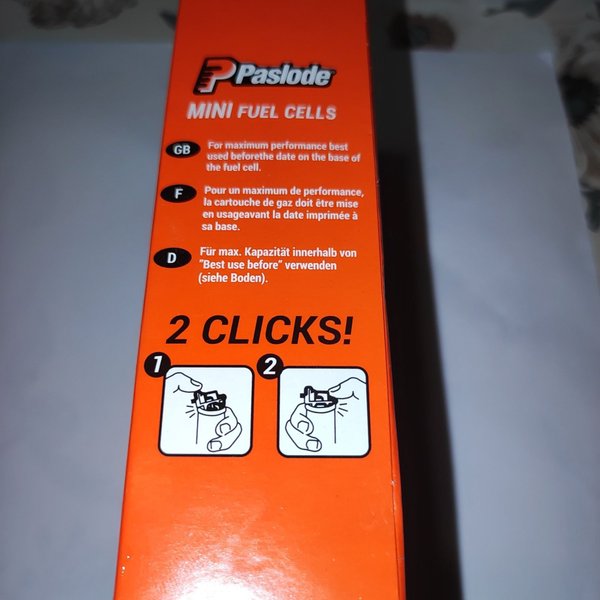 Paslode
MINI FUEL CELLS
GB
For maximum performance best
used beforethe date on the base of
the fuel cell.
F
Pour un maximum de performance,
la cartouche de gaz doit être mise
en usageavant la date imprimée à
sa base.
D
Für max. Kapazität innerhalb von
"Best use before" verwenden
(siehe Boden).
2 CLICKS!
1
2